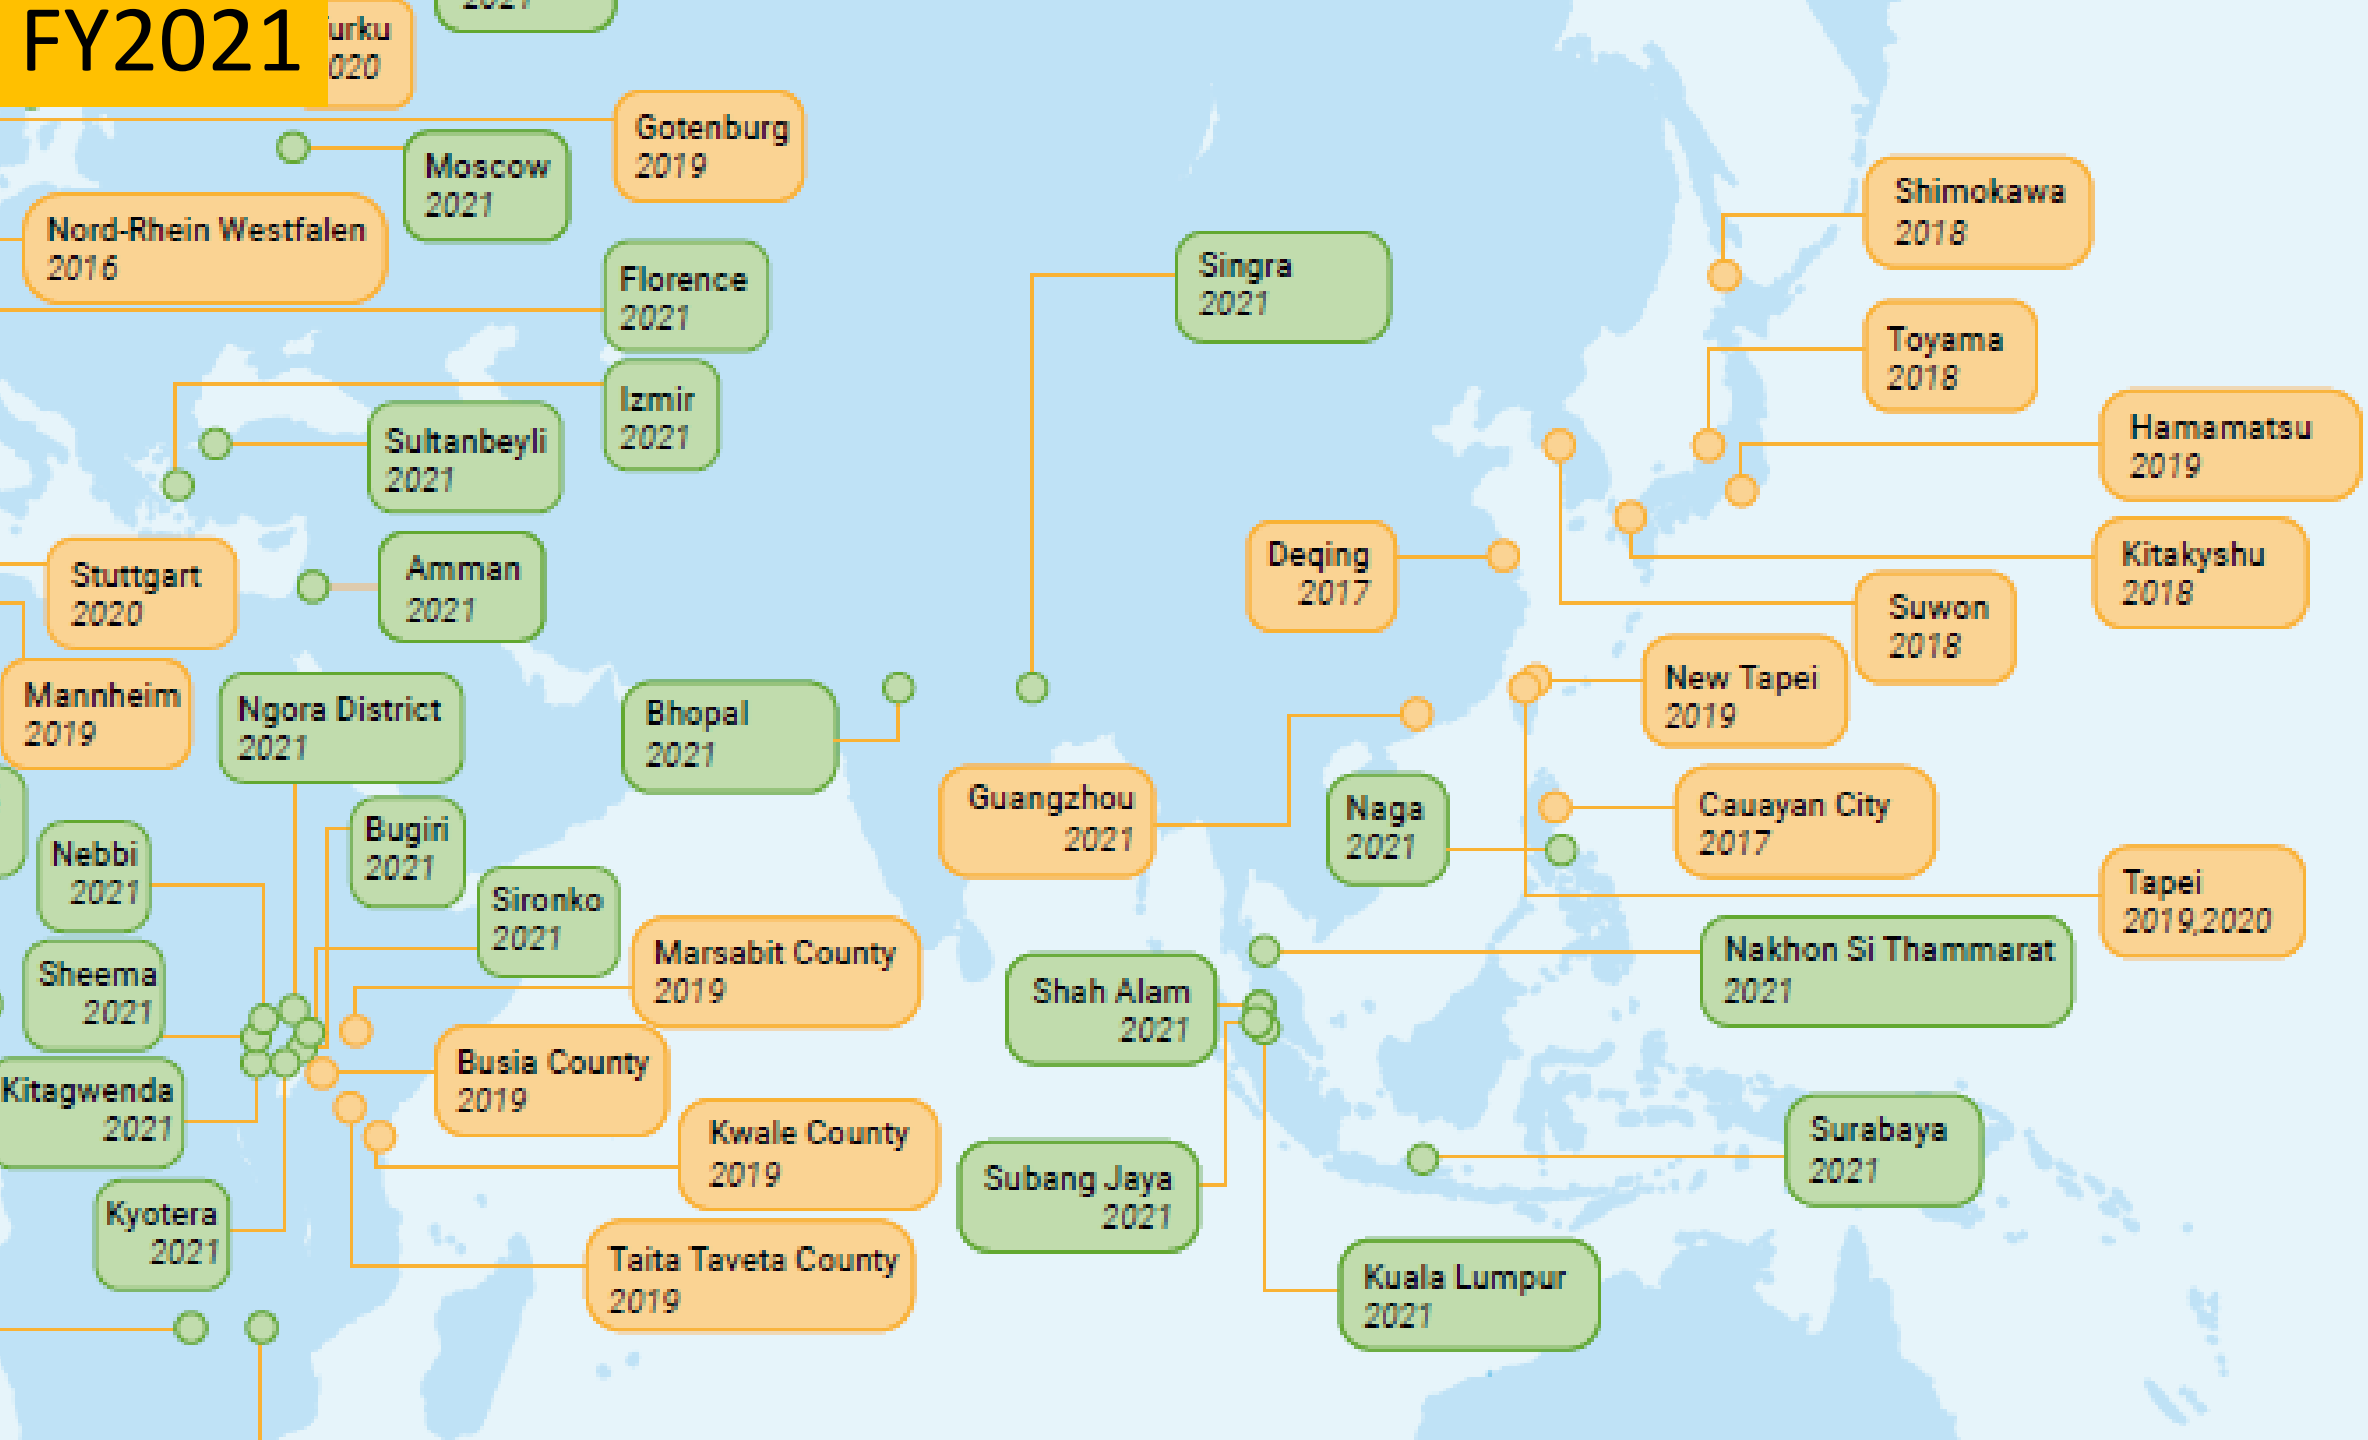 FY2021
2021
Gotenburg
2019
Moscow
2021
Nord-Rhein Westfalen
2016
Shimokawa
2018
Florence
2021
Singra
2021
Toyama
2018
Izmir
2021
Sultanbeyli
2021
Hamamatsu
2019
Stuttgart
2020
Amman
2021
Deqing
2017
Kitakyshu
2018
Suwon
2018
Mannheim
2019
Ngora District
2021
Bhopal
2021
New Tapei
2019
Guangzhou
2021
Naga
2021
Cauayan City
2017
Nebbi
2021
Bugiri
2021
Sironko
2021
Tapei
2019,2020
Sheema
2021
Marsabit County
2019
Shah Alam
2021
Nakhon Si Thammarat
2021
Kitagwenda
2021
Busia County
2019
Kwale County
2019
Subang Jaya
2021
Surabaya
2021
Kyotera
2021
Taita Taveta County
2019
Kuala Lumpur
2021